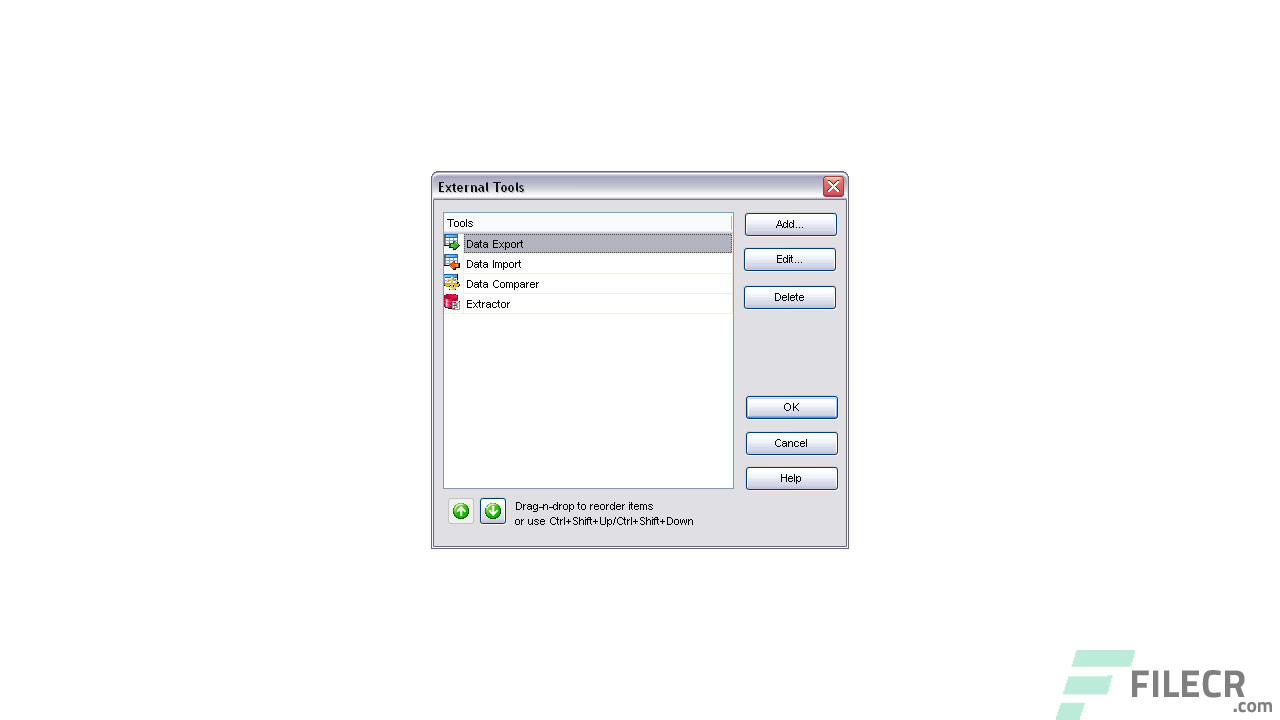 External Tools
Tools
Data Export
Data Import
Data Comparer
Extractor
Add...
Edit...
Delete
OK
Cancel
Help
Drag-n-drop to reorder items
or use Ctrl+Shift+Up/Ctrl+Shift+Down
FILECR
.com